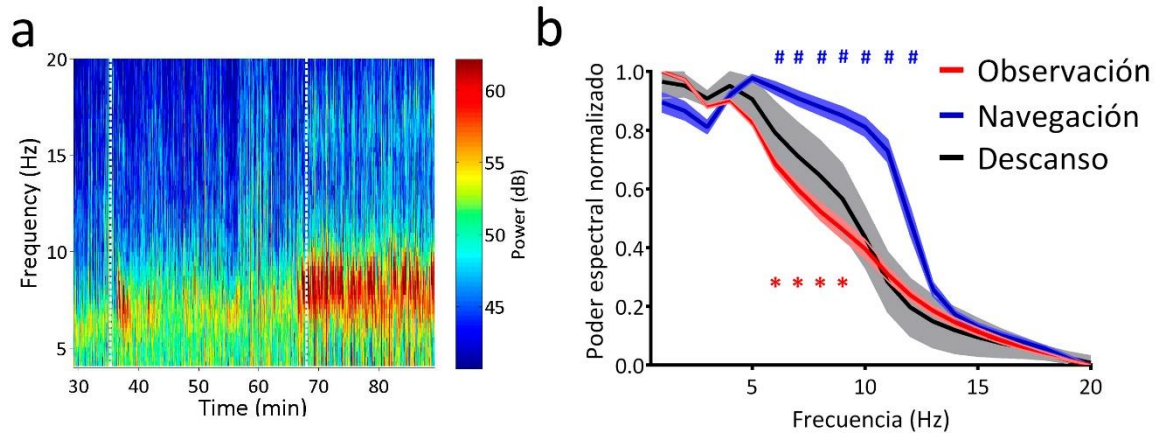 a
20
15
10
5
Frequency (Hz)
30 40 50 60 70 80
Time (min)
60
55
50
45
Power (dB)
b
# # # # # # #
1.0
0.8
0.6
0.4
0.2
0.0
Poder espectral normalizado
* * * *
5 10 15 20
Frecuencia (Hz)
Observación
Navegación
Descanso